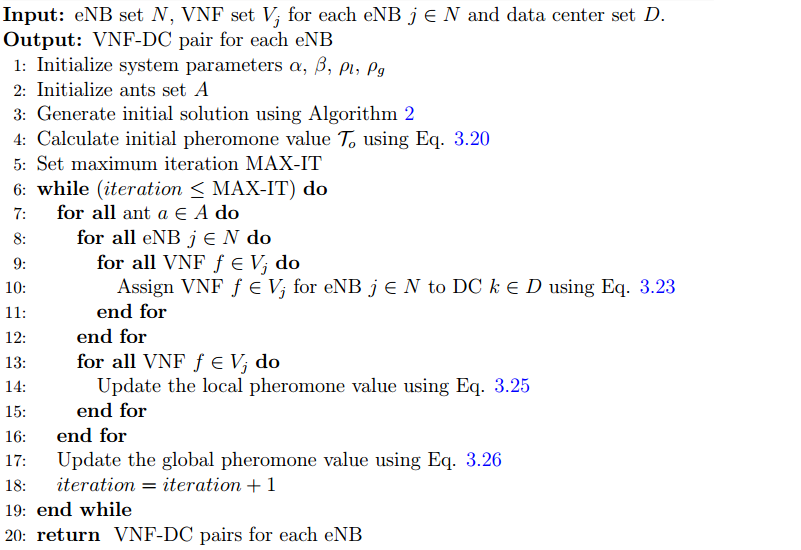 Input: eNB set N, VNF set V_j for each eNB j ∈ N and data center set D.
Output: VNF-DC pair for each eNB
1: Initialize system parameters α, β, ρ_l, ρ_g
2: Initialize ants set A
3: Generate initial solution using Algorithm 2
4: Calculate initial pheromone value 𝒯_o using Eq. 3.20
5: Set maximum iteration MAX-IT
6: while (iteration ≤ MAX-IT) do
7: for all ant a ∈ A do
8: for all eNB j ∈ N do
9: for all VNF f ∈ V_j do
10: Assign VNF f ∈ V_j for eNB j ∈ N to DC k ∈ D using Eq. 3.23
11: end for
12: end for
13: for all VNF f ∈ V_j do
14: Update the local pheromone value using Eq. 3.25
15: end for
16: end for
17: Update the global pheromone value using Eq. 3.26
18: iteration = iteration + 1
19: end while
20: return VNF-DC pairs for each eNB